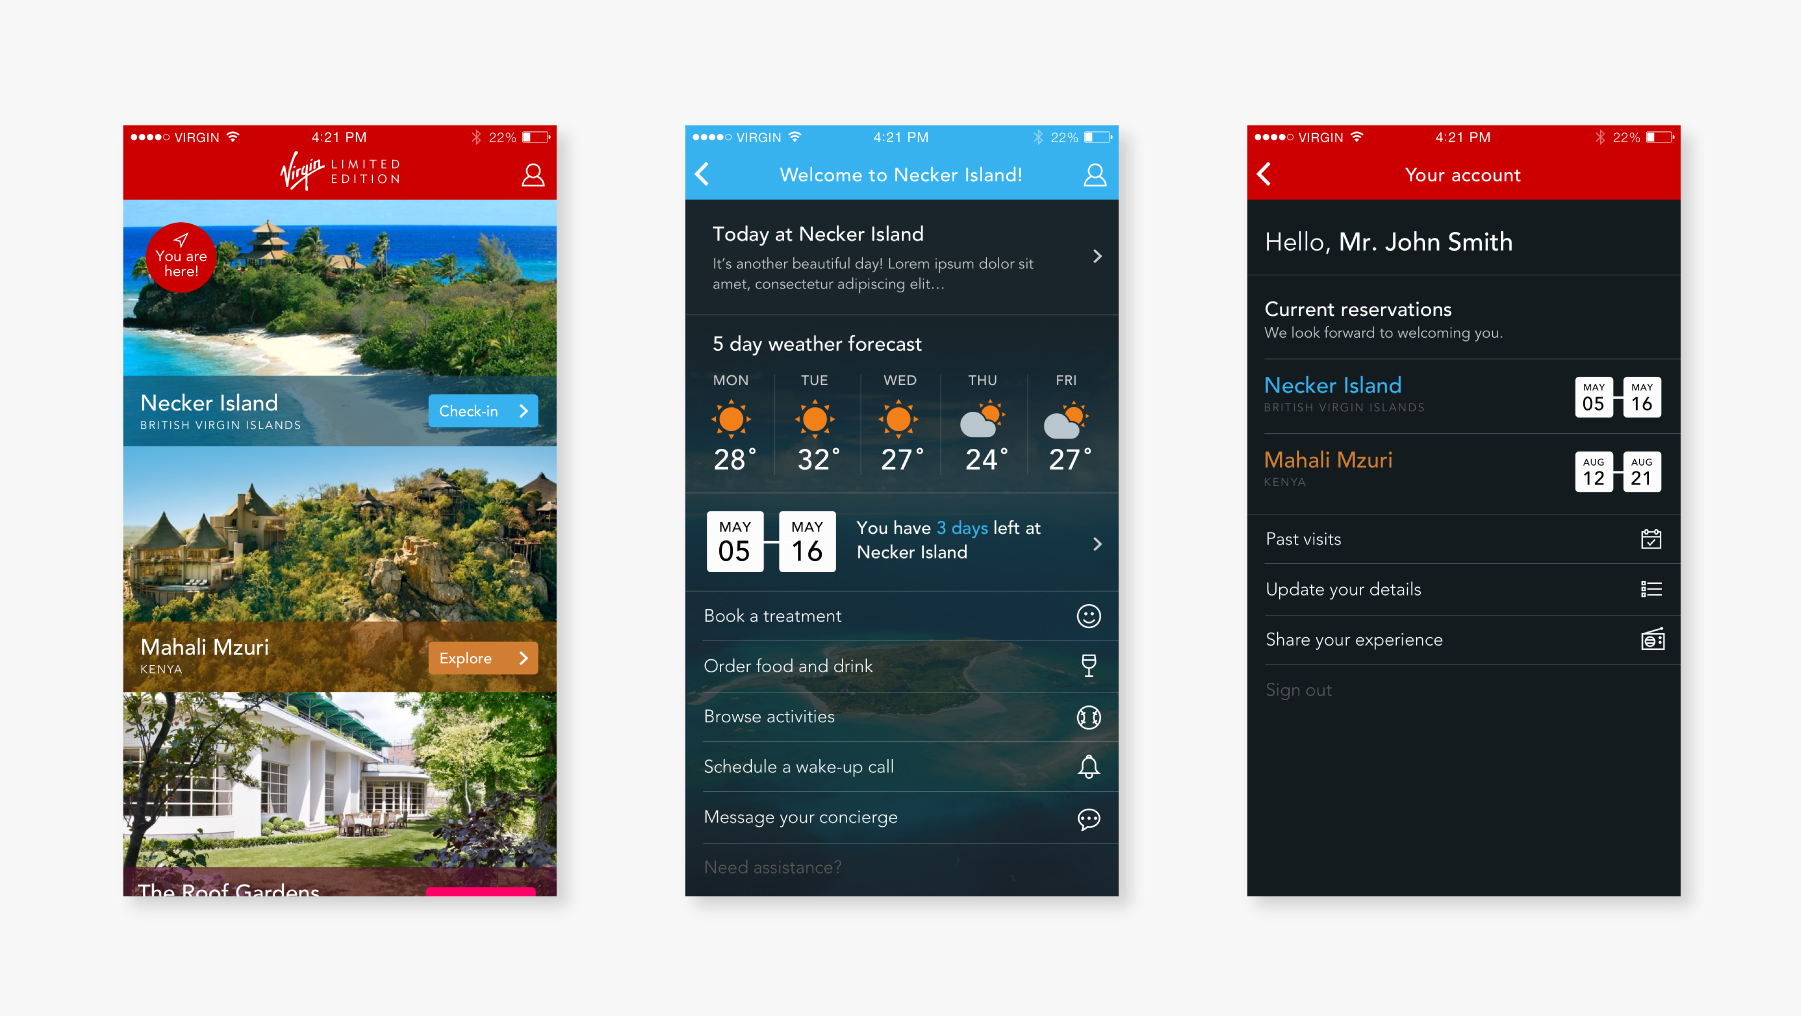 VIRGIN 4:21 PM 22%
Virgin LIMITED
EDITION
You are
here!
Necker Island
BRITISH VIRGIN ISLANDS
Check-in
Mahali Mzuri
KENYA
Explore
The Roof Gardens
VIRGIN 4:21 PM 22%
Welcome to Necker Island!
Today at Necker Island
It's another beautiful day! Lorem ipsum dolor sit
amet, consectetur adipiscing elit...
5 day weather forecast
MON TUE WED THU FRI
28° 32° 27° 24° 27°
MAY MAY
05 16
You have 3 days left at
Necker Island
Book a treatment
Order food and drink
Browse activities
Schedule a wake-up call
Message your concierge
Need assistance?
VIRGIN 4:21 PM 22%
Your account
Hello, Mr. John Smith
Current reservations
We look forward to welcoming you.
Necker Island
BRITISH VIRGIN ISLANDS
MAY MAY
05 16
Mahali Mzuri
KENYA
AUG AUG
12 21
Past visits
Update your details
Share your experience
Sign out